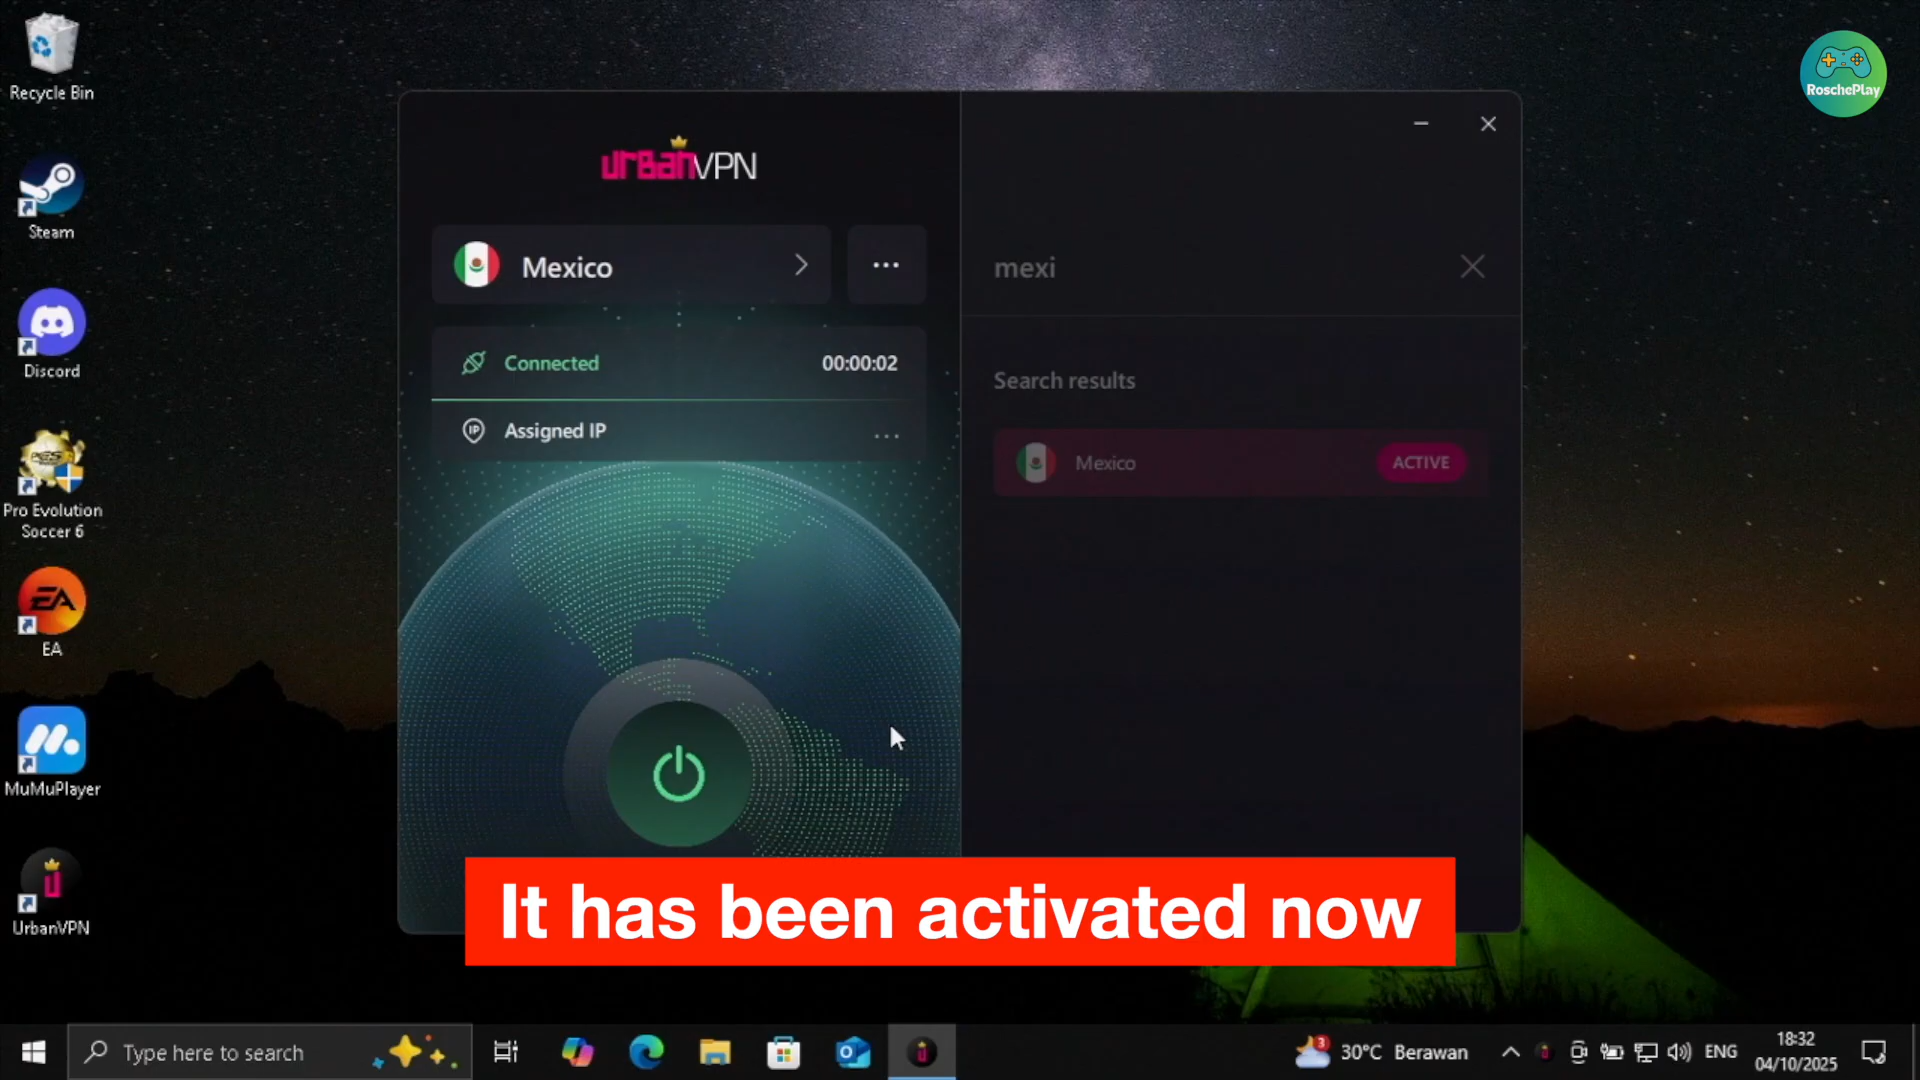 Recycle Bin
Steam
Discord
Pro Evolution
Soccer 6
EA
MuMuPlayer
UrbanVPN
RoschePlay
urbanVPN
Mexico
Connected
00:00:02
IP
Assigned IP
...
mexi
Search results
Mexico
ACTIVE
It has been activated now
Type here to search
3
30°C Berawan
ENG
18:32
04/10/2025